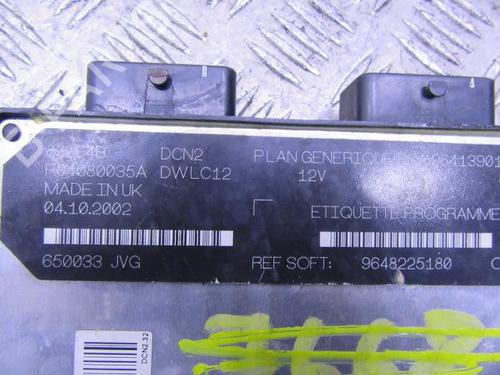 DCN2 PLAN GENERIQUE
R04080035A DWLC12 12V
MADE IN UK
04.10.2002 ETIQUETTE PROGRAMME
650033 JVG REF SOFT: 9648225180
DCN2.32